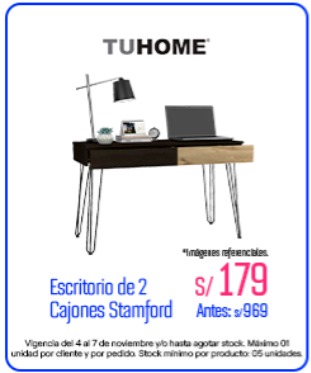 TUHOME®
*Imágenes referenciales.
Escritorio de 2
Cajones Stamford
S/ 179
Antes: s/969
Vigencia del 4 al 7 de noviembre y/o hasta agotar stock. Máximo 01
unidad por cliente y por pedido. Stock mínimo por producto: 05 unidades.